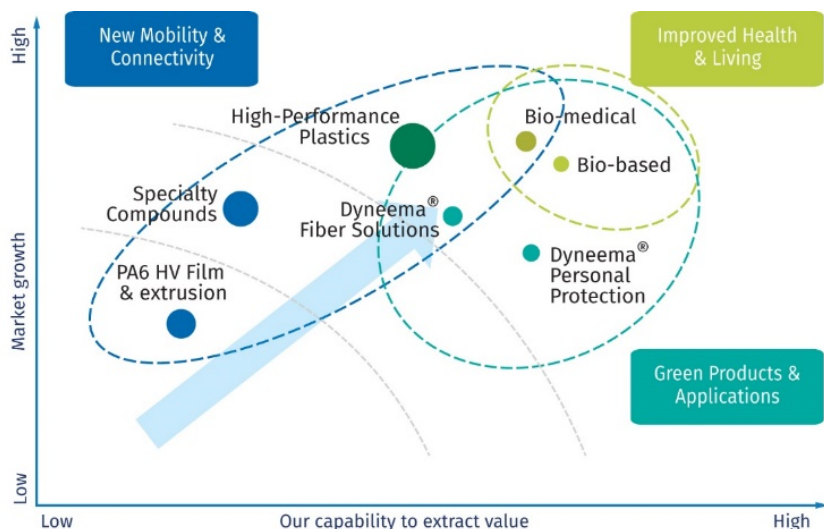 New Mobility &
Connectivity
Improved Health
& Living
High
High-Performance
Plastics
Bio-medical
Bio-based
Specialty
Compounds
Dyneema®
Fiber Solutions
Dyneema®
Personal
Protection
PA6 HV Film
& extrusion
Market growth
Green Products &
Applications
Low
Low
Our capability to extract value
High